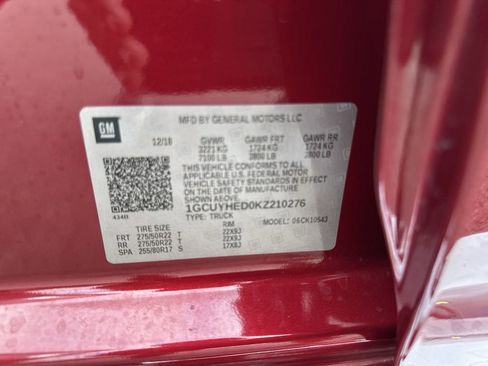 MFD BY GENERAL MOTORS LLC
GM
12/18 GVWR GAWR FRT GAWR RR
3221 KG 1724 KG 1724 KG
7100 LB 3800 LB 3800 LB
THIS VEHICLE CONFORMS TO ALL
APPLICABLE U.S. FEDERAL MOTOR
VEHICLE SAFETY STANDARDS IN EFFECT
ON THE DATE OF MANUFACTURE
SHOWN ABOVE.
1GCUYHED0KZ210276
TYPE: TRUCK MODEL: 06CK10543
434B
TIRE SIZE RIM
FRT 275/50R22 T 22X9J
RR 275/50R22 T 22X9J
SPA 255/80R17 S 17X8J